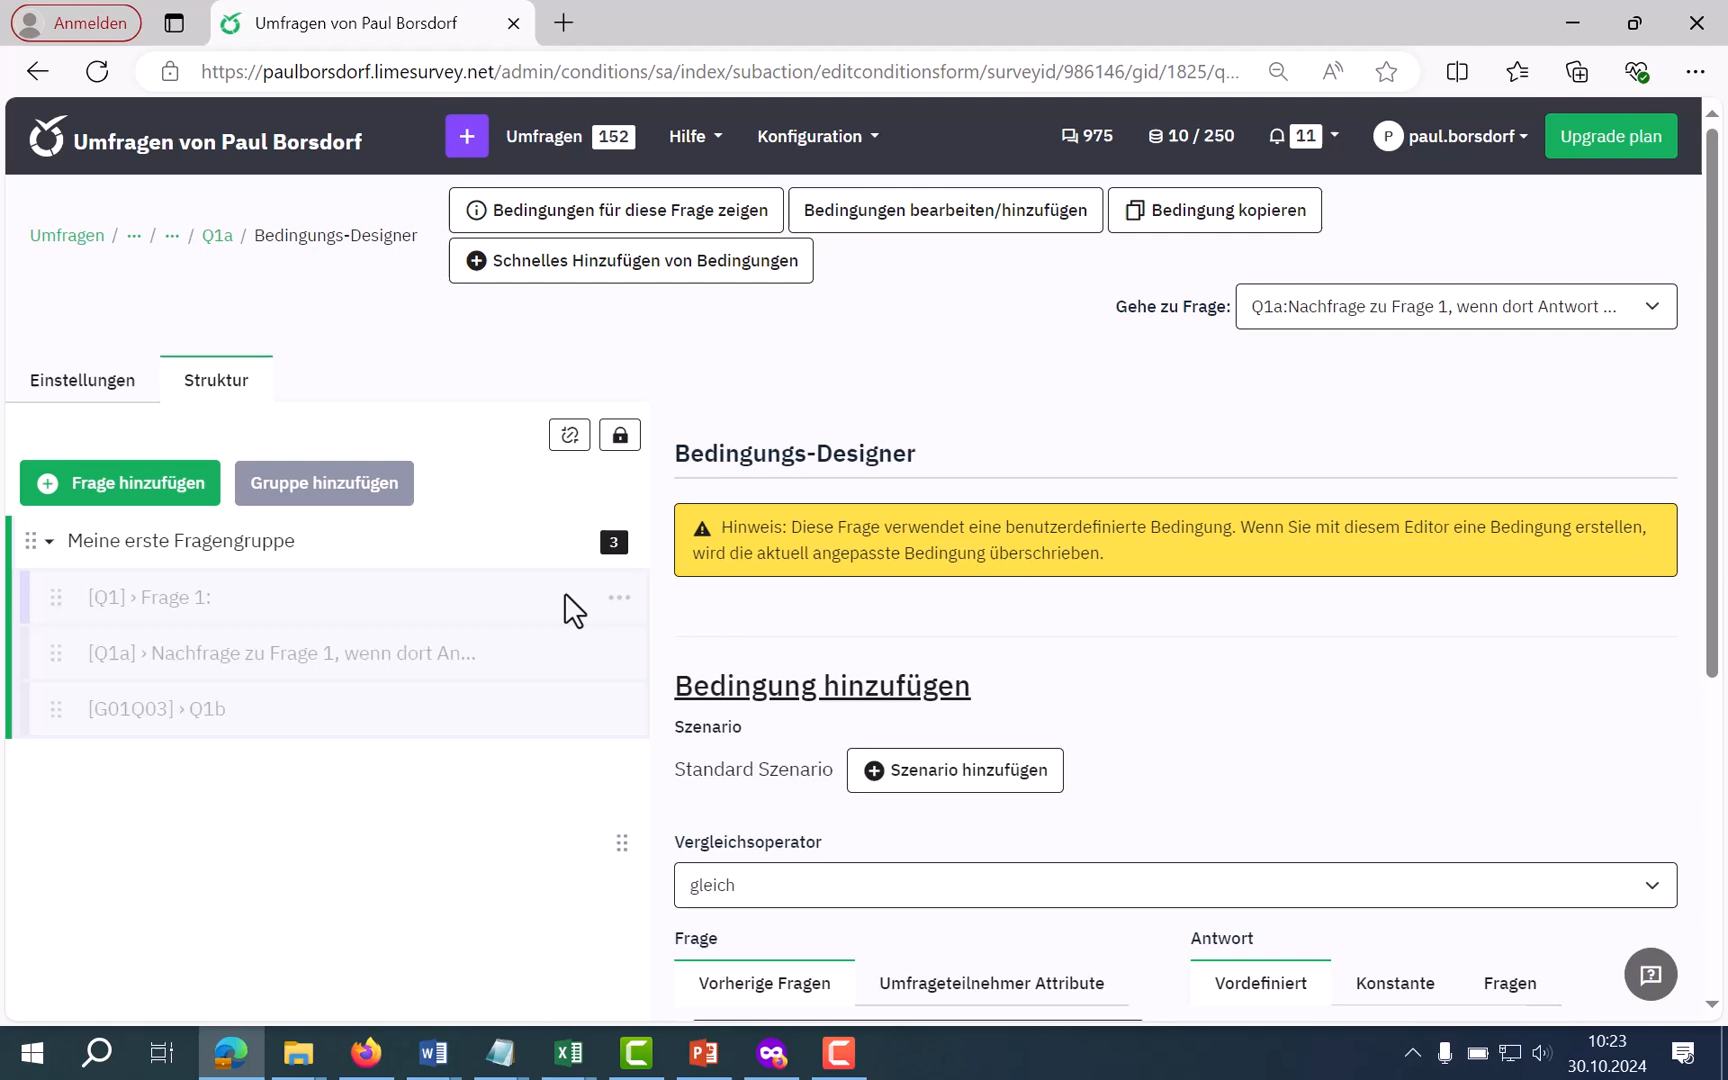 Anmelden
Umfragen von Paul Borsdorf
https://paulborsdorf.limesurvey.net/admin/conditions/sa/index/subaction/editconditionsform/surveyid/986146/gid/1825/q...
Umfragen von Paul Borsdorf
Umfragen 152
Hilfe
Konfiguration
975
10 / 250
11
P paul.borsdorf
Upgrade plan
Umfragen / ... / ... / Q1a / Bedingungs-Designer
Bedingungen für diese Frage zeigen
Bedingungen bearbeiten/hinzufügen
Bedingung kopieren
Schnelles Hinzufügen von Bedingungen
Gehe zu Frage: Q1a:Nachfrage zu Frage 1, wenn dort Antwort ...
Einstellungen
Struktur
Frage hinzufügen
Gruppe hinzufügen
Meine erste Fragengruppe 3
[Q1] › Frage 1:
[Q1a] › Nachfrage zu Frage 1, wenn dort An...
[G01Q03] › Q1b
Bedingungs-Designer
Hinweis: Diese Frage verwendet eine benutzerdefinierte Bedingung. Wenn Sie mit diesem Editor eine Bedingung erstellen,
wird die aktuell angepasste Bedingung überschrieben.
Bedingung hinzufügen
Szenario
Standard Szenario
Szenario hinzufügen
Vergleichsoperator
gleich
Frage
Antwort
Vorherige Fragen
Umfrageteilnehmer Attribute
Vordefiniert
Konstante
Fragen
10:23
30.10.2024